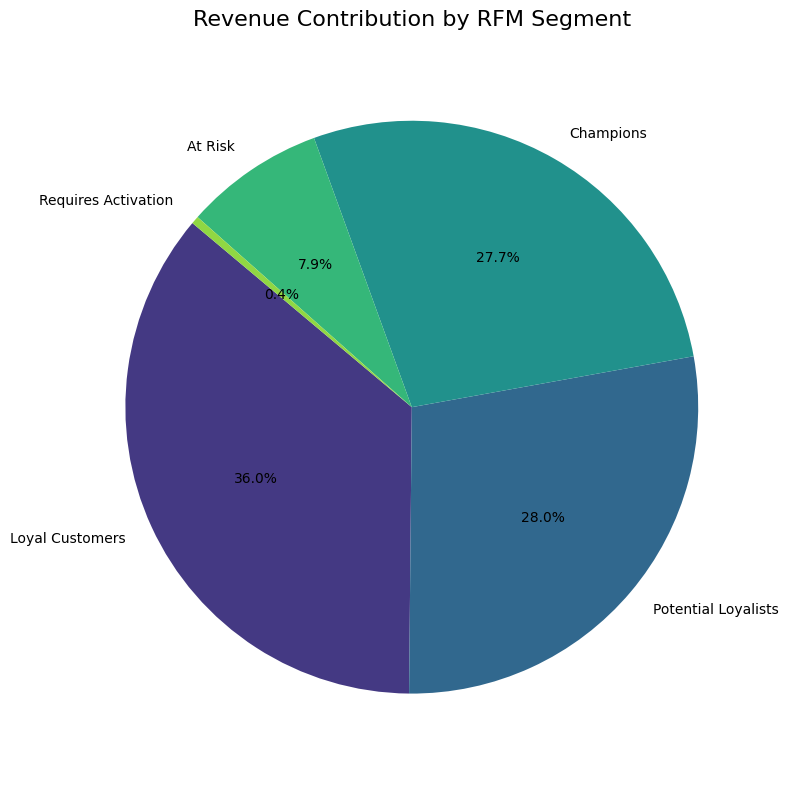 Revenue Contribution by RFM Segment
Champions
At Risk
Requires Activation
27.7%
7.9%
0.4%
36.0%
28.0%
Loyal Customers
Potential Loyalists